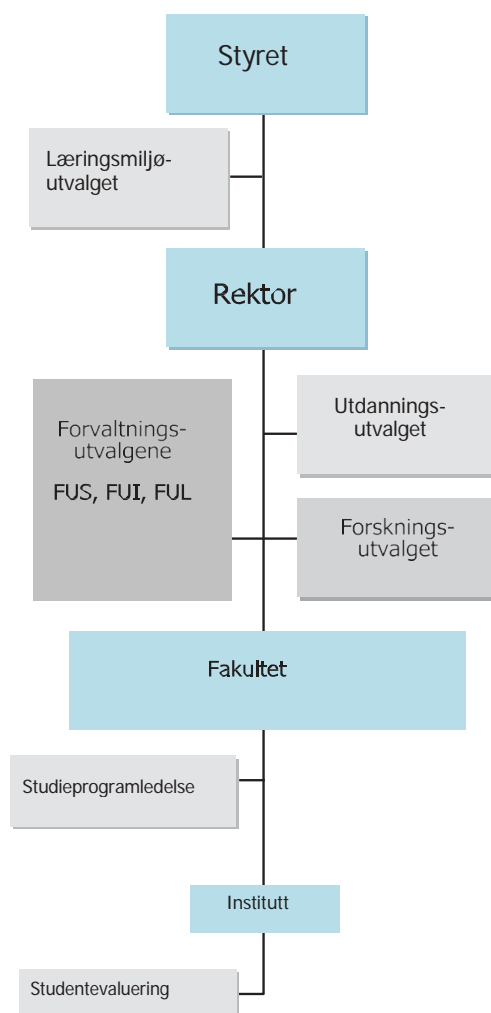 Styret
Læringsmiljø-
utvalget
Rektor
Forvaltnings-
utvalgene
FUS, FUI, FUL
Utdannings-
utvalget
Forsknings-
utvalget
Fakultet
Studieprogramledelse
Institutt
Studentevaluering